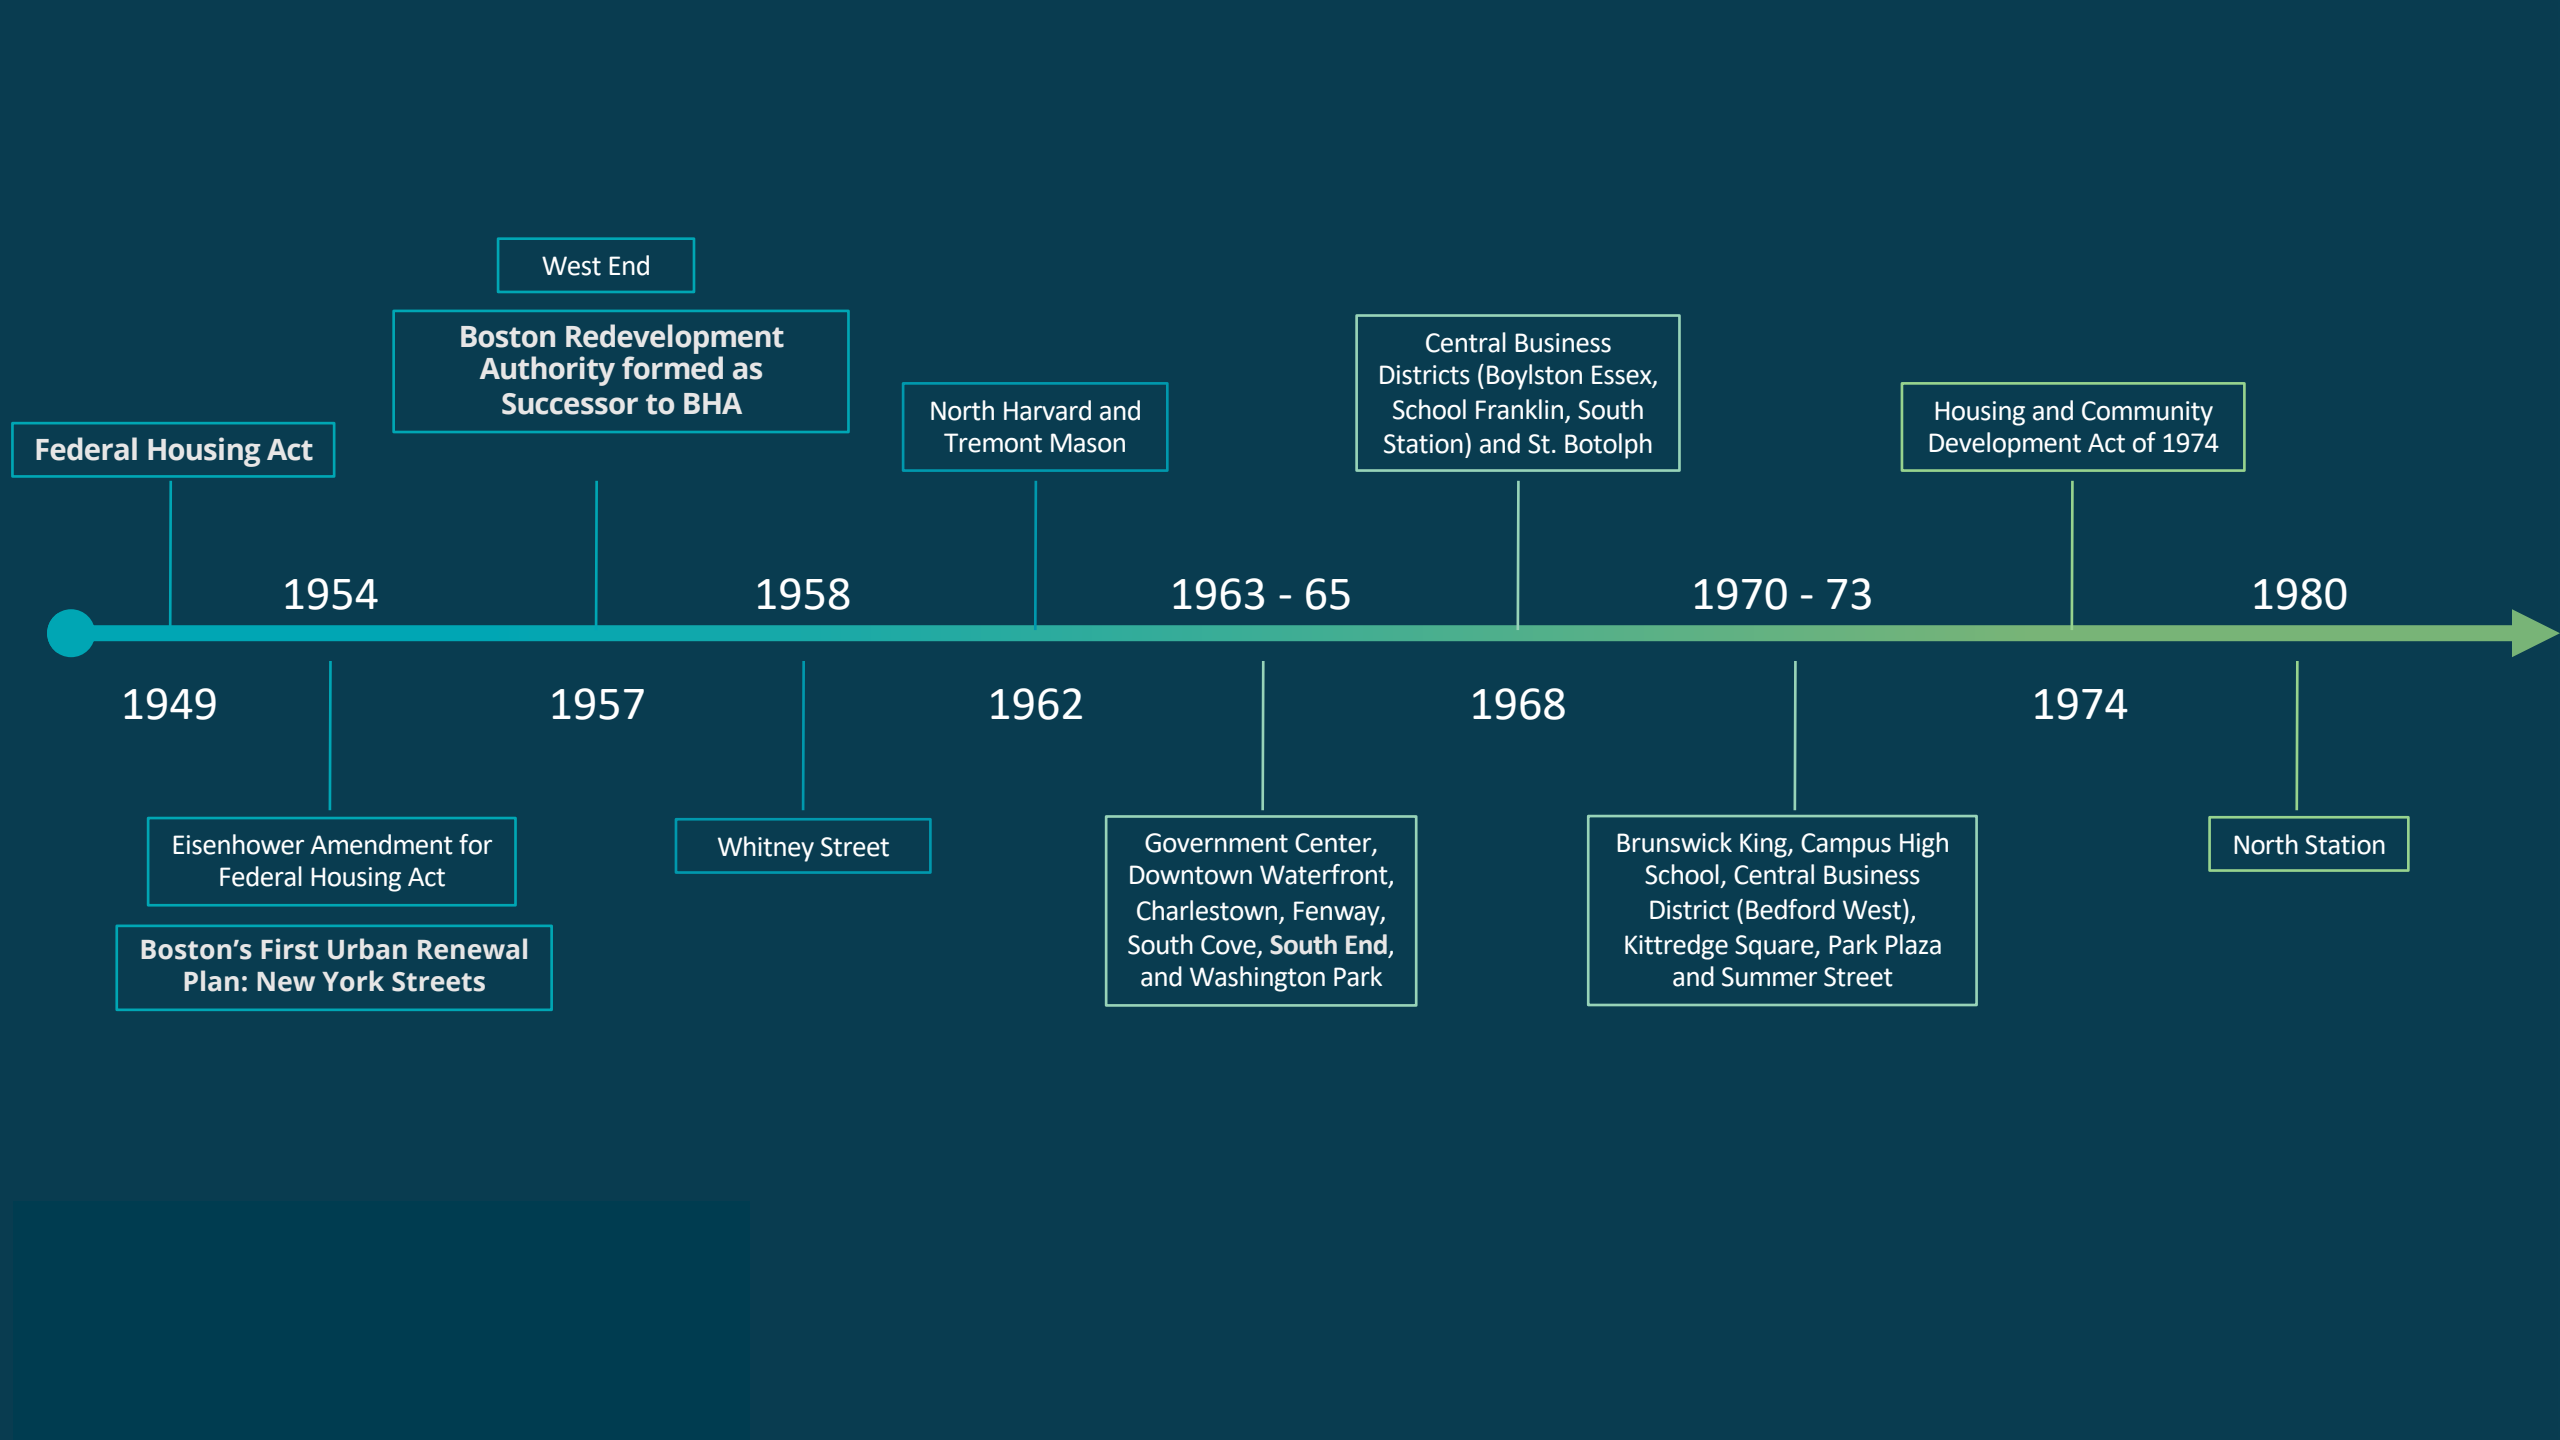 West End
Boston Redevelopment
Authority formed as
Successor to BHA
Federal Housing Act
North Harvard and
Tremont Mason
Central Business
Districts (Boylston Essex,
School Franklin, South
Station) and St. Botolph
Housing and Community
Development Act of 1974
1954
1958
1963 - 65
1970 - 73
1980
1949
1957
1962
1968
1974
Eisenhower Amendment for
Federal Housing Act
Boston’s First Urban Renewal
Plan: New York Streets
Whitney Street
Government Center,
Downtown Waterfront,
Charlestown, Fenway,
South Cove, South End,
and Washington Park
Brunswick King, Campus High
School, Central Business
District (Bedford West),
Kittredge Square, Park Plaza
and Summer Street
North Station